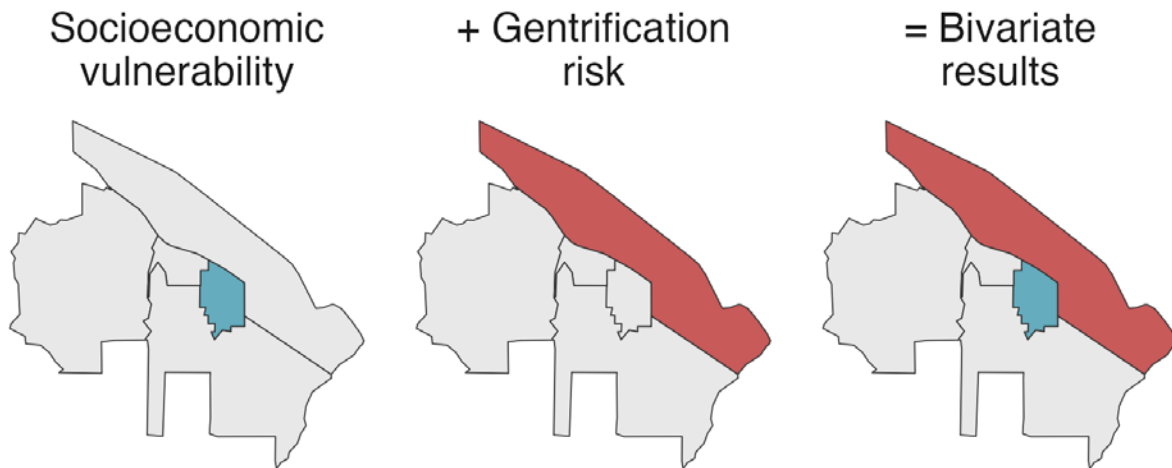 Socioeconomic
vulnerability
+ Gentrification
risk
= Bivariate
results